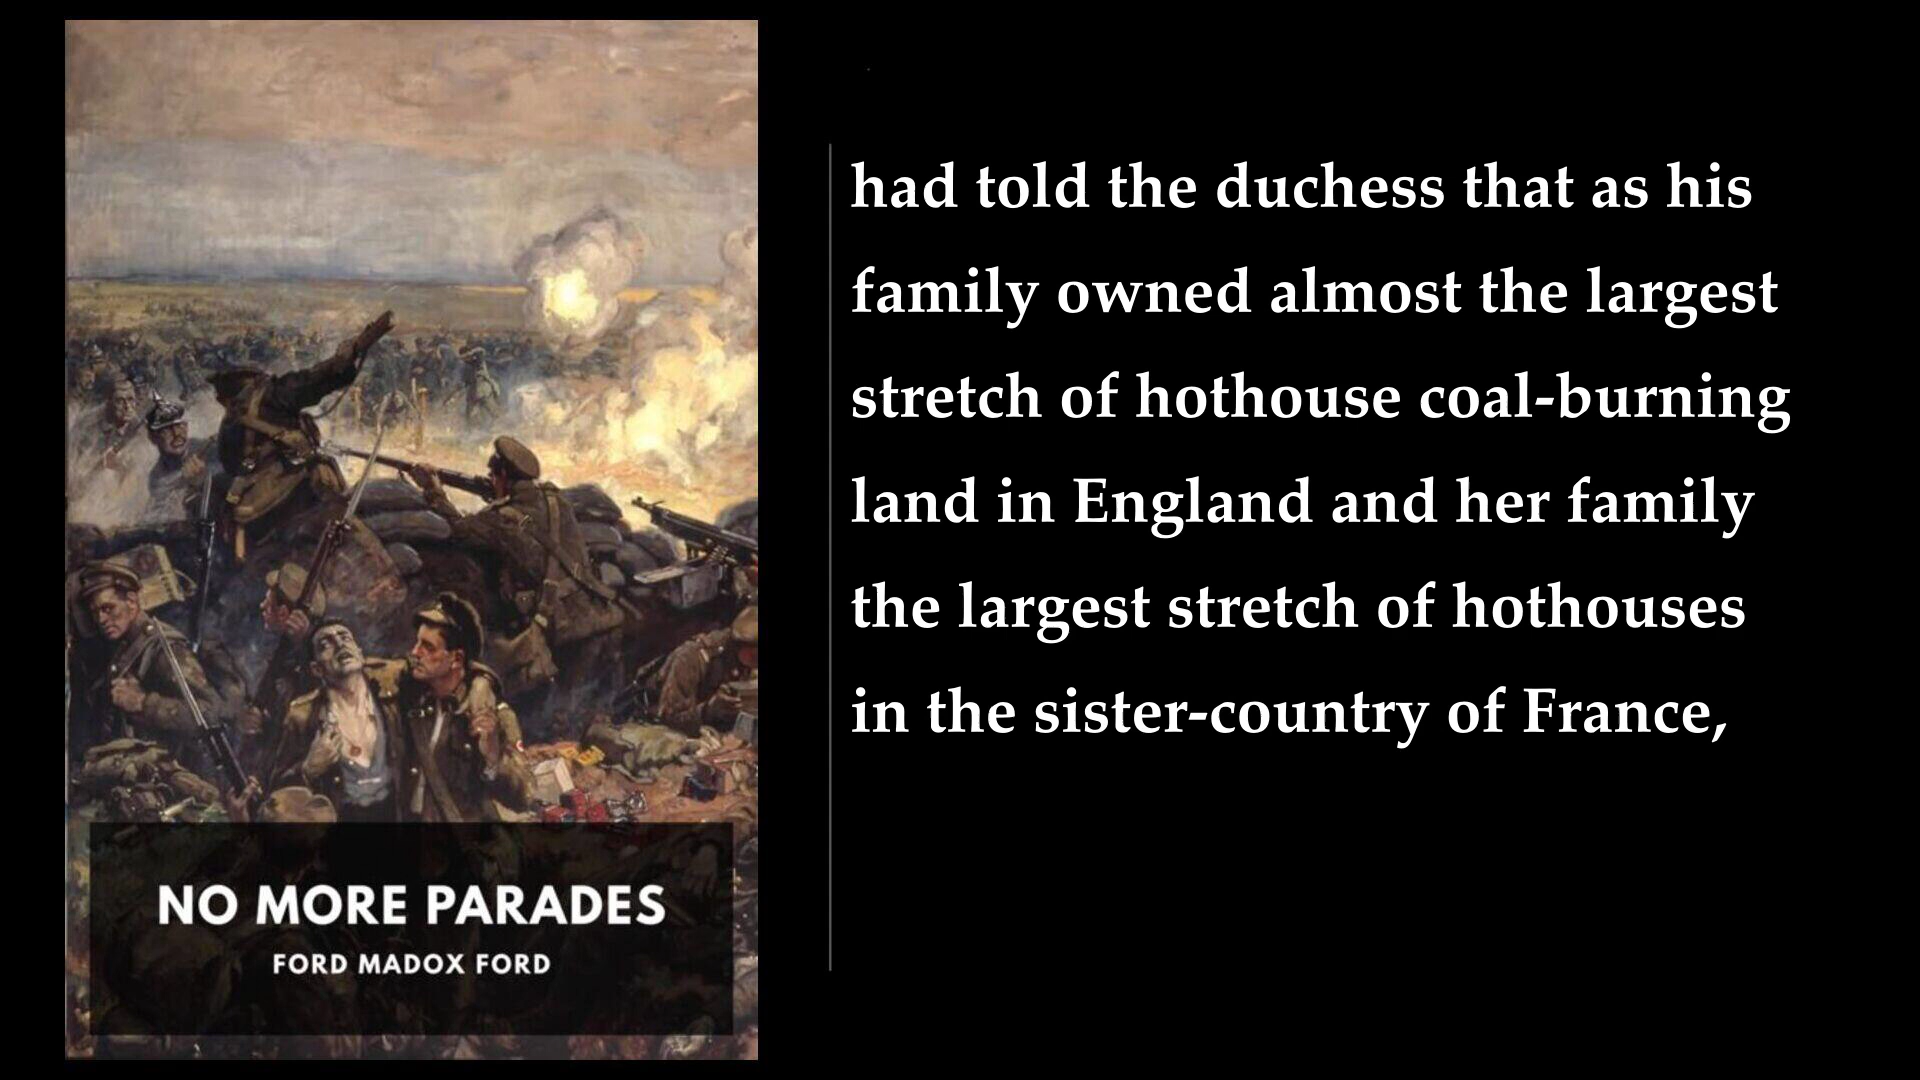 had told the duchess that as his
family owned almost the largest
stretch of hothouse coal-burning
land in England and her family
the largest stretch of hothouses
in the sister-country of France,
NO MORE PARADES
FORD MADOX FORD